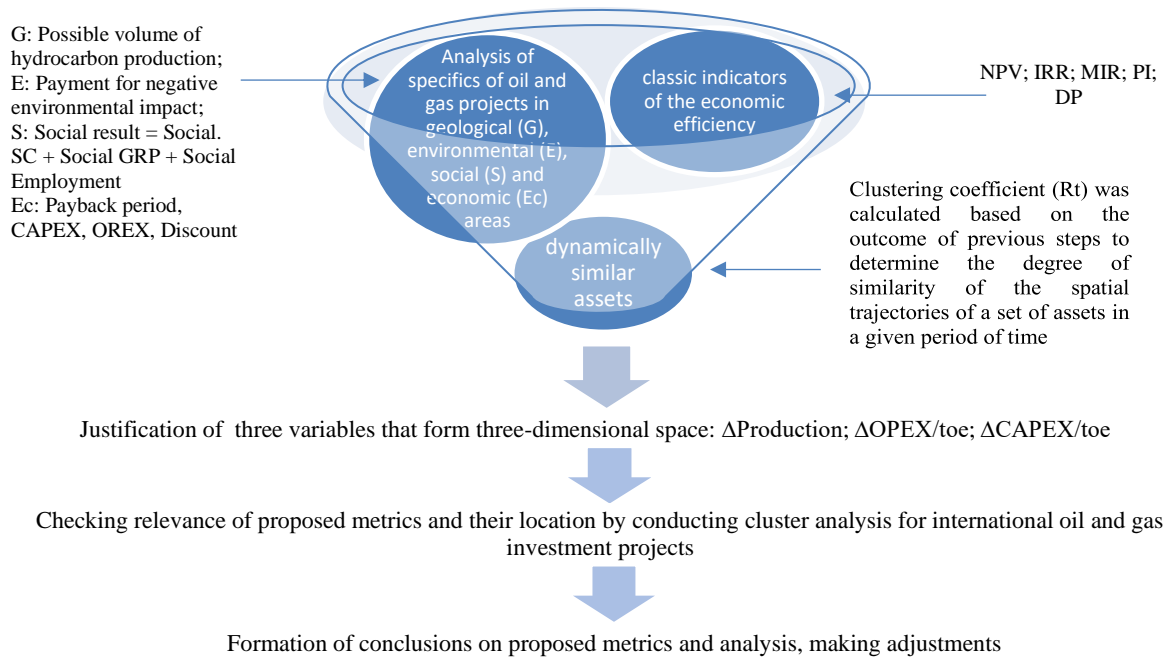 G: Possible volume of
hydrocarbon production;
E: Payment for negative
environmental impact;
S: Social result = Social.
SC + Social GRP + Social
Employment
Ec: Payback period,
CAPEX, OREX, Discount
Analysis of
specifics of oil and
gas projects in
geological (G),
environmental (E),
social (S) and
economic (Ec)
areas
classic indicators
of the economic
efficiency
NPV; IRR; MIR; PI;
DP
dynamically
similar
assets
Clustering coefficient (Rt) was
calculated based on the
outcome of previous steps to
determine the degree of
similarity of the spatial
trajectories of a set of assets in
a given period of time
Justification of three variables that form three-dimensional space: ∆Production; ∆OPEX/toe; ∆CAPEX/toe
Checking relevance of proposed metrics and their location by conducting cluster analysis for international oil and gas
investment projects
Formation of conclusions on proposed metrics and analysis, making adjustments